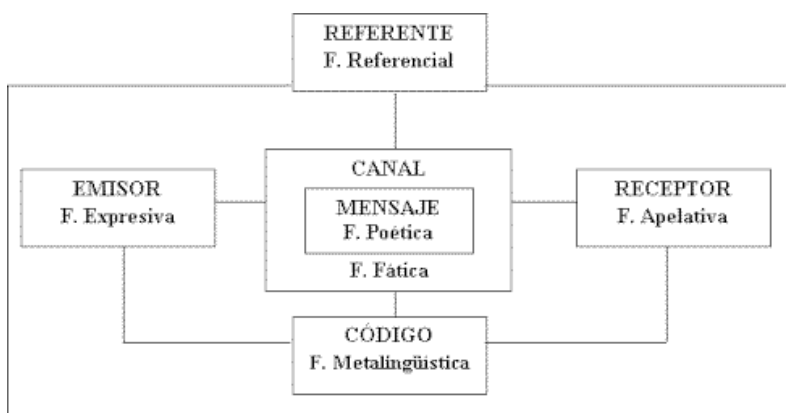 REFERENTE
F. Referencial
CANAL
EMISOR
F. Expresiva
MENSAJE
F. Poética
RECEPTOR
F. Apelativa
F. Fática
CÓDIGO
F. Metalingüística